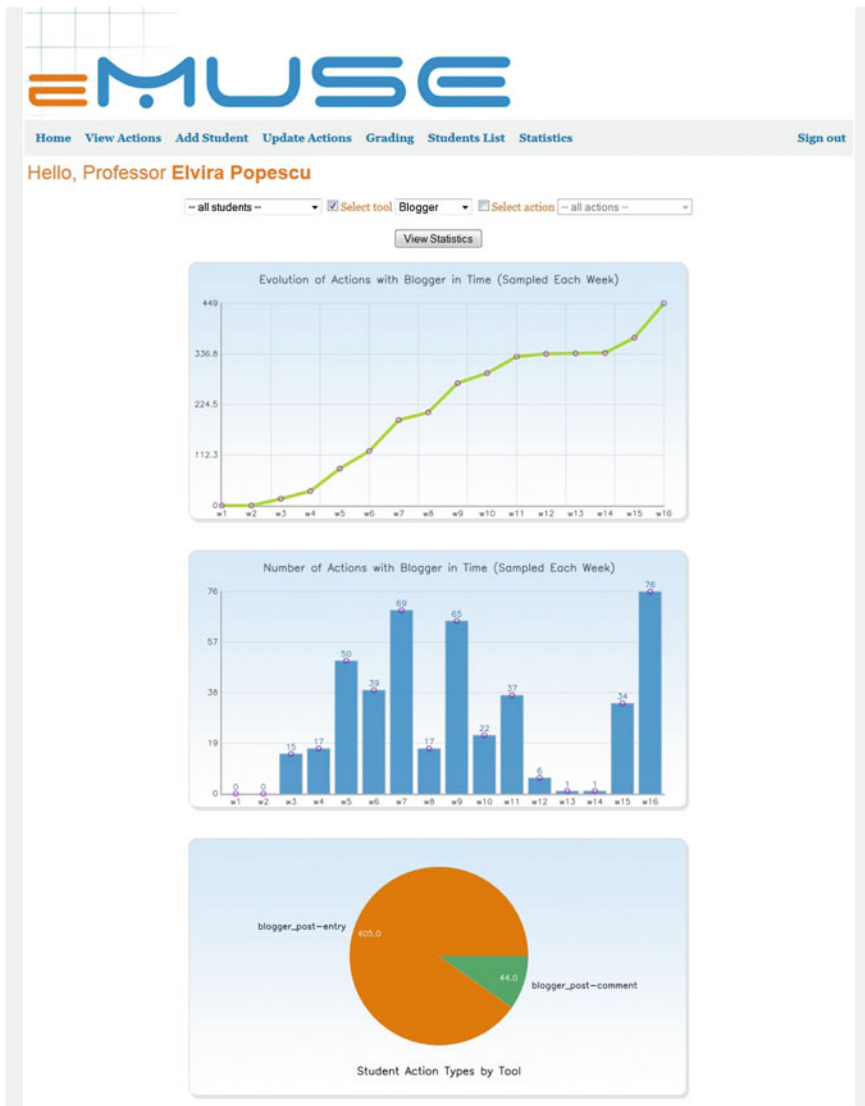 eMUSE
Home View Actions Add Student Update Actions Grading Students List Statistics Sign out
Hello, Professor Elvira Popescu
-- all students -- Select tool Blogger Select action -- all actions --
View Statistics
Evolution of Actions with Blogger in Time (Sampled Each Week)
449
336.8
224.5
112.3
0
w1 w2 w3 w4 w5 w6 w7 w8 w9 w10 w11 w12 w13 w14 w15 w16
Number of Actions with Blogger in Time (Sampled Each Week)
76
57
38
19
0
0 0 15 17 50 39 69 17 65 22 37 6 1 1 34 76
w1 w2 w3 w4 w5 w6 w7 w8 w9 w10 w11 w12 w13 w14 w15 w16
blogger_post-entry 405.0
44.0 blogger_post-comment
Student Action Types by Tool